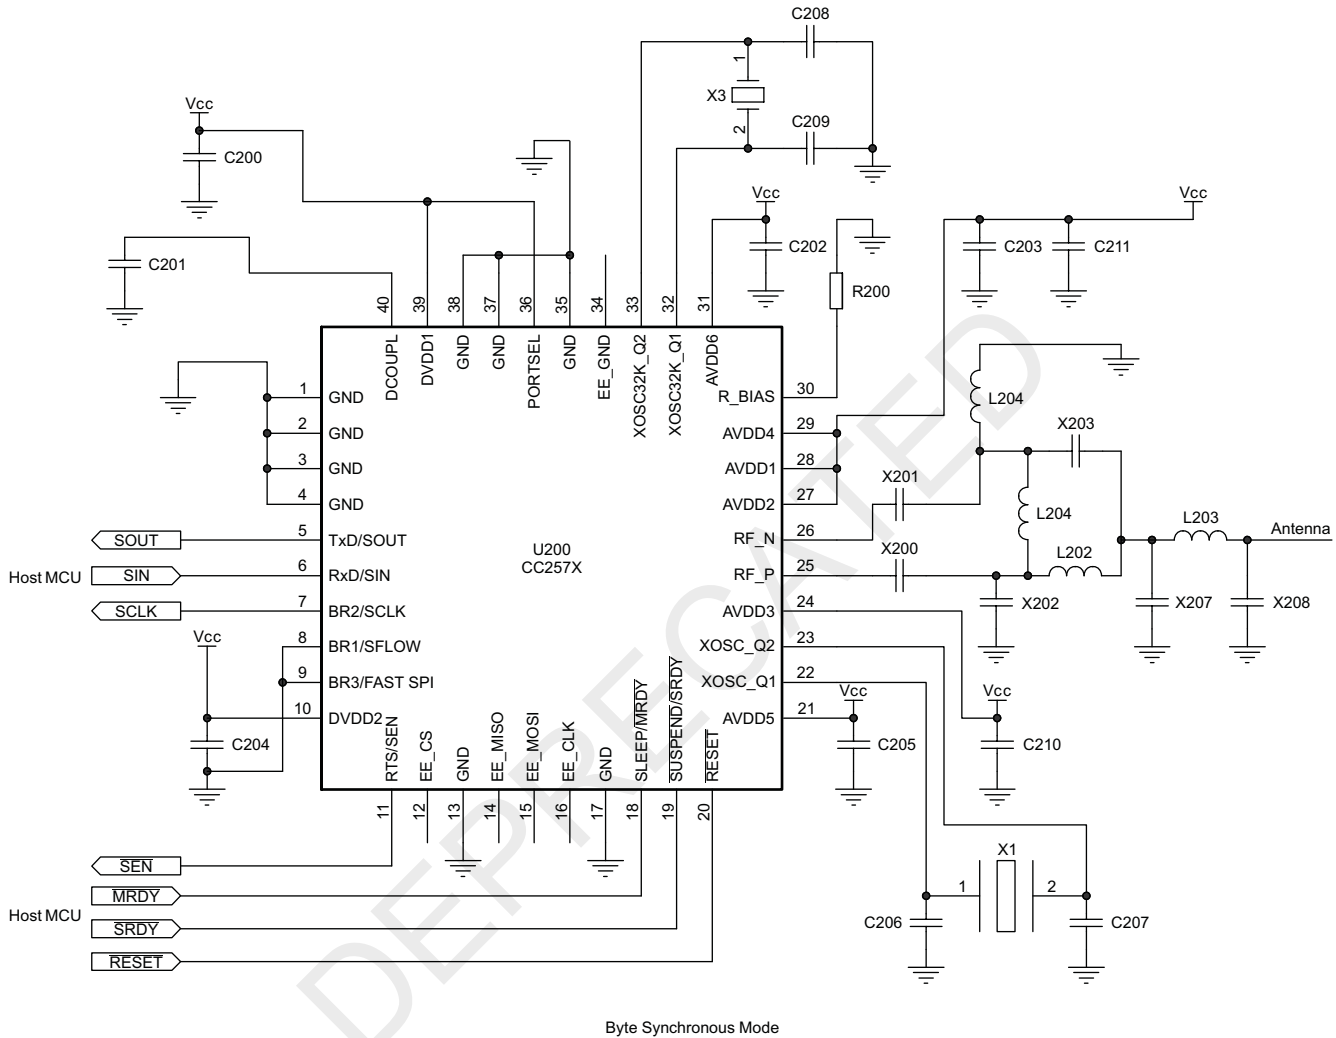 C208
1
X3
2
C209
Vcc
C200
C201
Vcc
C202
R200
Vcc
C203
C211
40
39
38
37
36
35
34
33
32
31
DCOUPL
DVDD1
GND
GND
PORTSEL
GND
EE_GND
XOSC32K_Q2
XOSC32K_Q1
AVDD6
1 GND
2 GND
3 GND
4 GND
SOUT 5 TxD/SOUT
Host MCU SIN 6 RxD/SIN
SCLK 7 BR2/SCLK
Vcc
8 BR1/SFLOW
9 BR3/FAST SPI
10 DVDD2
C204
U200
CC257X
R_BIAS 30
AVDD4 29
AVDD1 28
AVDD2 27
RF_N 26
RF_P 25
AVDD3 24
XOSC_Q2 23
XOSC_Q1 22
AVDD5 21
L204
X203
X201
L204
X200
L202
L203
Antenna
X202
X207
X208
Vcc
C205
Vcc
C210
RTS/SEN
EE_CS
GND
EE_MISO
EE_MOSI
EE_CLK
GND
SLEEP/MRDY
SUSPEND/SRDY
RESET
11
12
13
14
15
16
17
18
19
20
SEN
MRDY
Host MCU
SRDY
RESET
X1
1
2
C206
C207
DEPRECATED
Byte Synchronous Mode